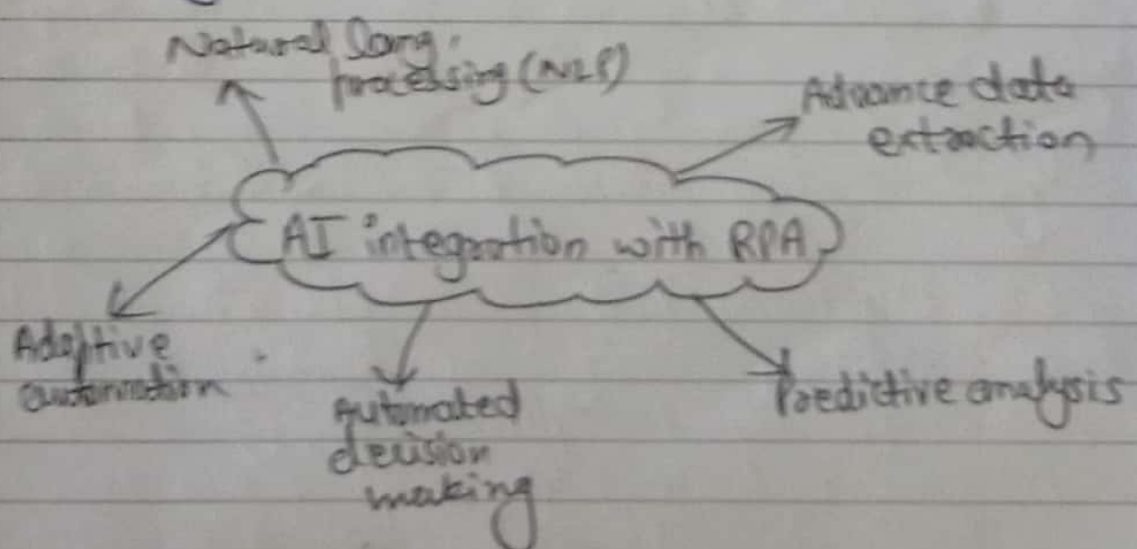 Natural Lang.
processing (NLP)
Advance data
extraction
AI integration with RPA
Adaptive
automation
Automated
decision
making
Predictive analysis